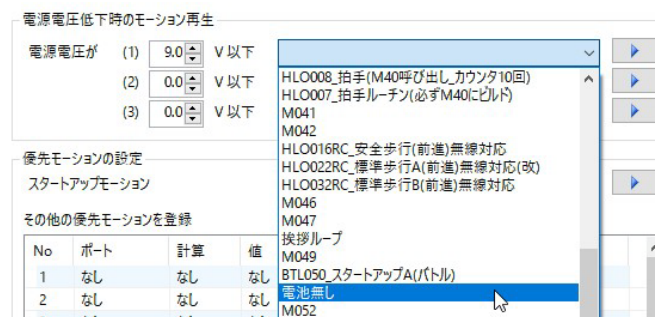 電源電圧低下時のモーション再生
電源電圧が (1) 9.0 V 以下
(2) 0.0 V 以下
(3) 0.0 V 以下
HLO008_拍手(M40呼び出し_カウンタ10回)
HLO007_拍手ルーチン(必ずM40にビルド)
M041
M042
HLO016RC_安全歩行(前進)無線対応
HLO022RC_標準歩行A(前進)無線対応(改)
HLO032RC_標準歩行B(前進)無線対応
M046
M047
挨拶ループ
M049
BTL050_スタートアップA(バトル)
電池無し
M052
優先モーションの設定
スタートアップモーション
その他の優先モーションを登録
No ポート 計算 値
1 なし なし なし
2 なし なし なし